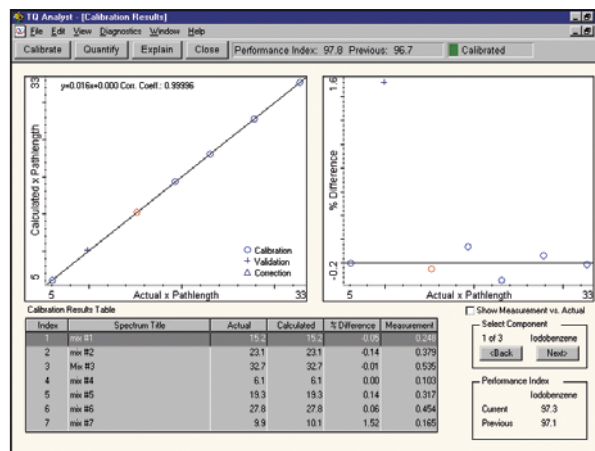 TQ Analyst - [Calibration Results]
File Edit View Diagnostics Window Help
Calibrate Quantify Explain Close Performance Index: 97.8 Previous: 96.7 Calibrated
33
y=0.016x+0.000 Corr. Coeff.: 0.99996
Calculated x Pathlength
Calibration
Validation
Correction
5
5 Actual x Pathlength 33
1.6
% Difference
-0.2
5 Actual x Pathlength 33
Calibration Results Table
Index Spectrum Title Actual Calculated % Difference Measurement
1 mix #1 15.2 15.2 -0.05 0.248
2 mix #2 23.1 23.1 -0.14 0.379
3 Mix #3 32.7 32.7 -0.01 0.535
4 mix #4 6.1 6.1 0.00 0.103
5 mix #5 19.3 19.3 0.14 0.317
6 mix #6 27.8 27.8 0.06 0.454
7 mix #7 9.9 10.1 1.52 0.165
Show Measurement vs. Actual
Select Component
1 of 3 Iodobenzene
<Back Next>
Performance Index
Iodobenzene
Current 97.3
Previous 97.1